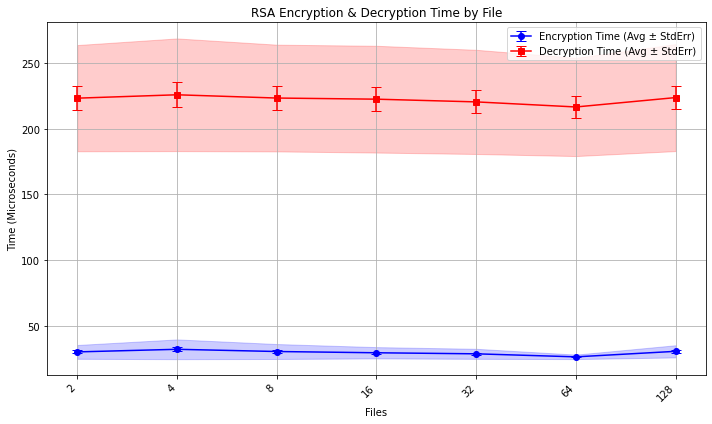 RSA Encryption & Decryption Time by File
Encryption Time (Avg ± StdErr)
Decryption Time (Avg ± StdErr)
Time (Microseconds)
250
200
150
100
50
2
4
8
16
32
64
128
Files